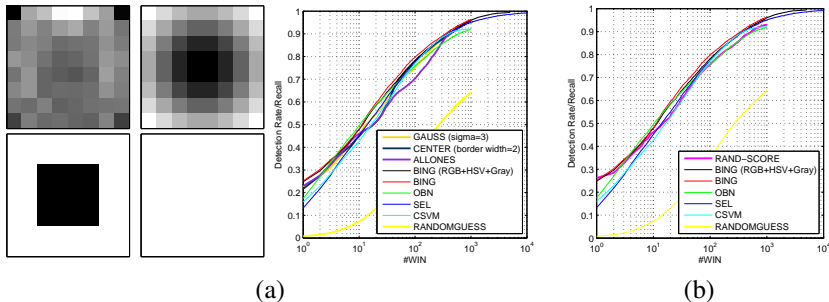 Detection Rate/Recall
1
0.9
0.8
0.7
0.6
0.5
0.4
0.3
0.2
0.1
0
GAUSS (sigma=3)
CENTER (border width=2)
ALLONES
BING (RGB+HSV+Gray)
BING
OBN
SEL
CSVM
RANDOMGUESS
10^0 10^1 10^2 10^3 10^4
#WIN
Detection Rate/Recall
1
0.9
0.8
0.7
0.6
0.5
0.4
0.3
0.2
0.1
0
RAND-SCORE
BING (RGB+HSV+Gray)
BING
OBN
SEL
CSVM
RANDOMGUESS
10^0 10^1 10^2 10^3 10^4
#WIN
(a) (b)